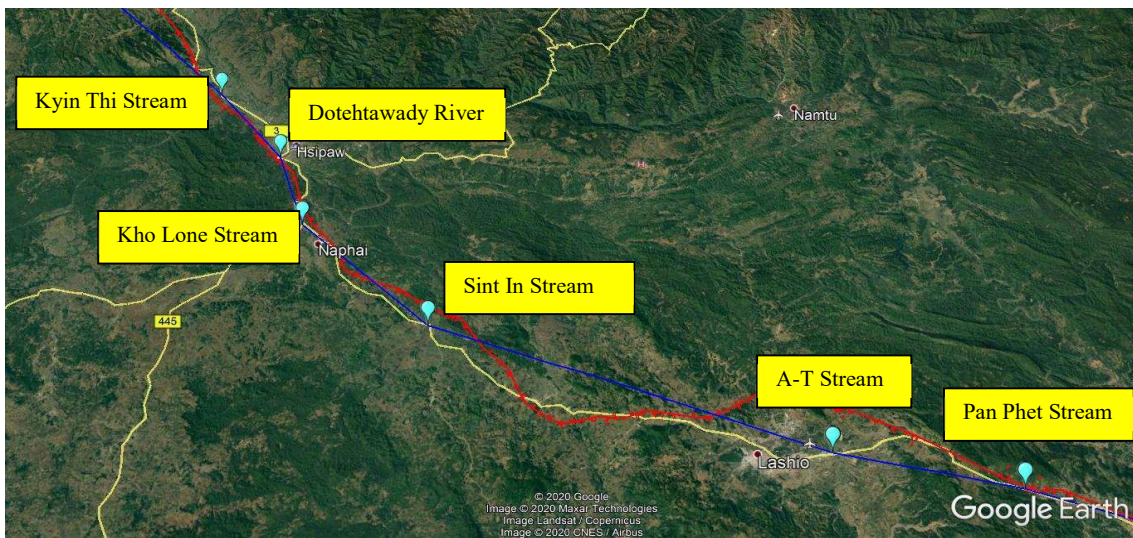 Kyin Thi Stream
Dotehtawady River
3
Hsipaw
Namtu
Kho Lone Stream
Naphai
Sint In Stream
445
A-T Stream
Pan Phet Stream
Lashio
© 2020 Google
Image © 2020 Maxar Technologies
Image Landsat / Copernicus
Image © 2020 CNES / Airbus
Google Earth